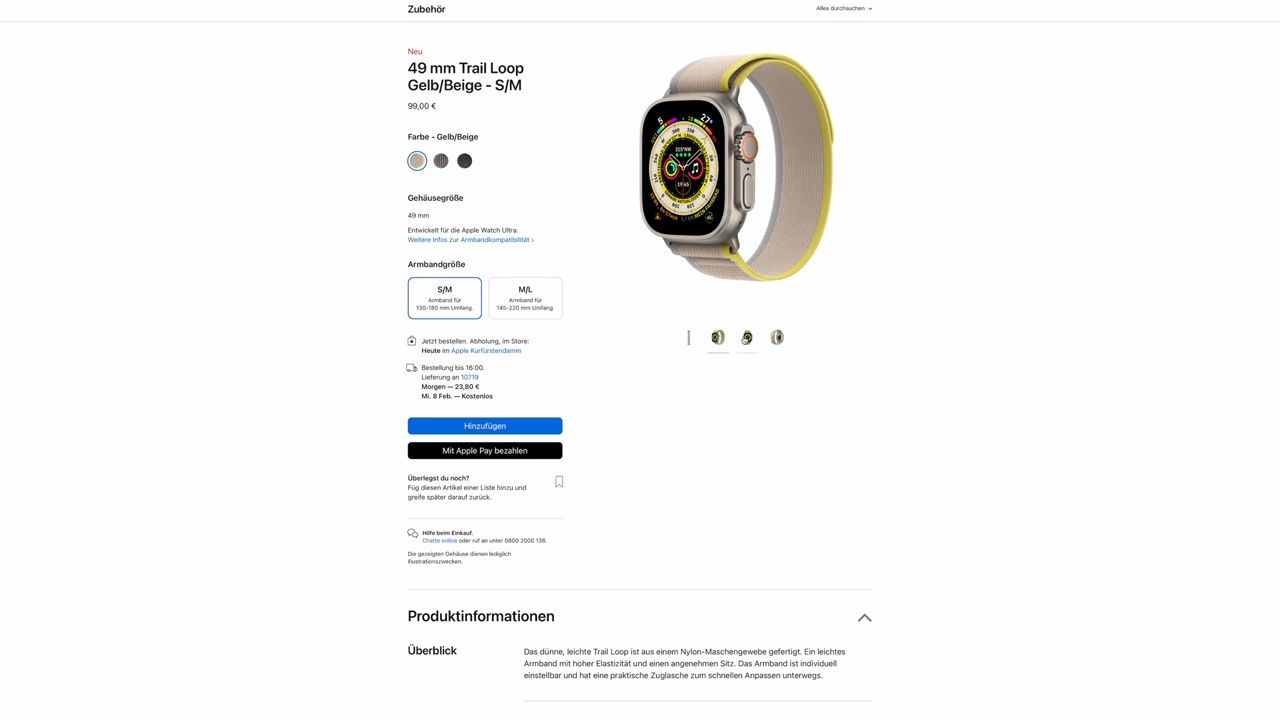 Zubehör
Alles durchsuchen
Neu
49 mm Trail Loop
Gelb/Beige - S/M
99,00 €
Farbe - Gelb/Beige
Gehäusegröße
49 mm
Entwickelt für die Apple Watch Ultra.
Weitere Infos zur Armbandkompatibilität ›
Armbandgröße
S/M
Armband für
130-180 mm Umfang.
M/L
Armband für
145-220 mm Umfang.
Jetzt bestellen. Abholung, im Store:
Heute im Apple Kurfürstendamm
Bestellung bis 16:00.
Lieferung an 10719
Morgen — 23,80 €
Mi. 8 Feb. — Kostenlos
Hinzufügen
Mit Apple Pay bezahlen
Überlegst du noch?
Füg diesen Artikel einer Liste hinzu und
greife später darauf zurück.
Hilfe beim Einkauf.
Chatte online oder ruf an unter 0800 2000 136.
Die gezeigten Gehäuse dienen lediglich
Illustrationszwecken.
5
27°
315°NW
19:45
Produktinformationen
Überblick
Das dünne, leichte Trail Loop ist aus einem Nylon-Maschengewebe gefertigt. Ein leichtes
Armband mit hoher Elastizität und einen angenehmen Sitz. Das Armband ist individuell
einstellbar und hat eine praktische Zuglasche zum schnellen Anpassen unterwegs.